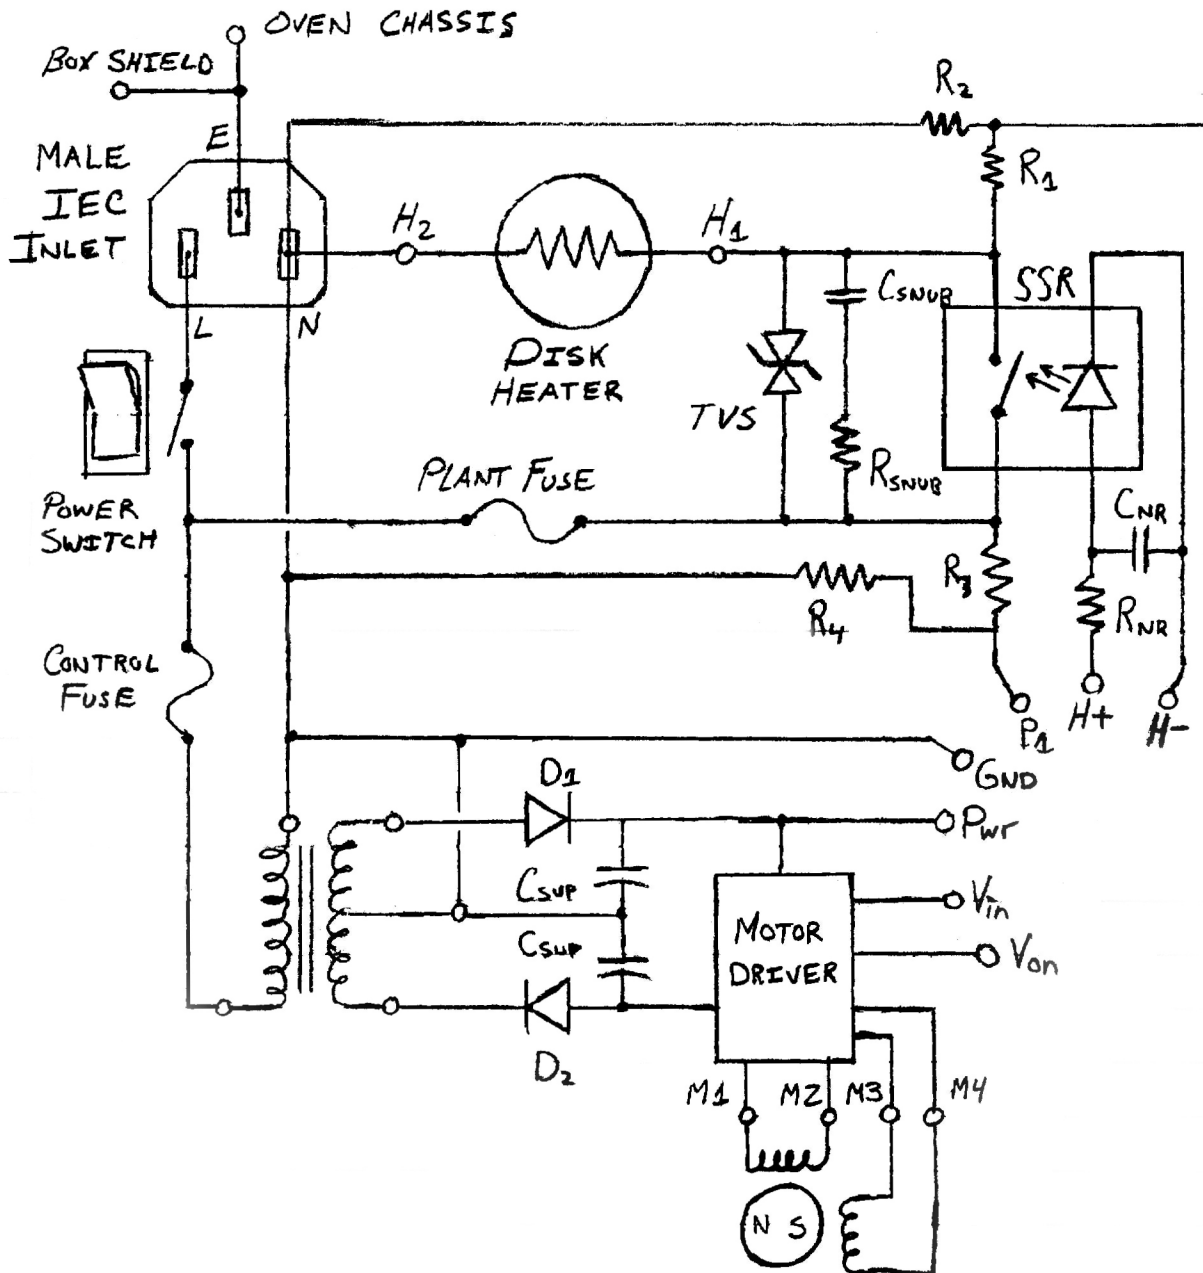 OVEN CHASSIS
BOX SHIELD
E
MALE
IEC
INLET
L
N
H2
H1
DISK
HEATER
R2
R1
CSNUB
RSNUB
TVS
SSR
POWER
SWITCH
PLANT FUSE
CNR
RNR
R3
R4
P1
H+
H-
CONTROL
FUSE
GND
D1
Pwr
CSUP
CSUP
D2
MOTOR
DRIVER
Vin
Von
M1
M2
M3
M4
N S